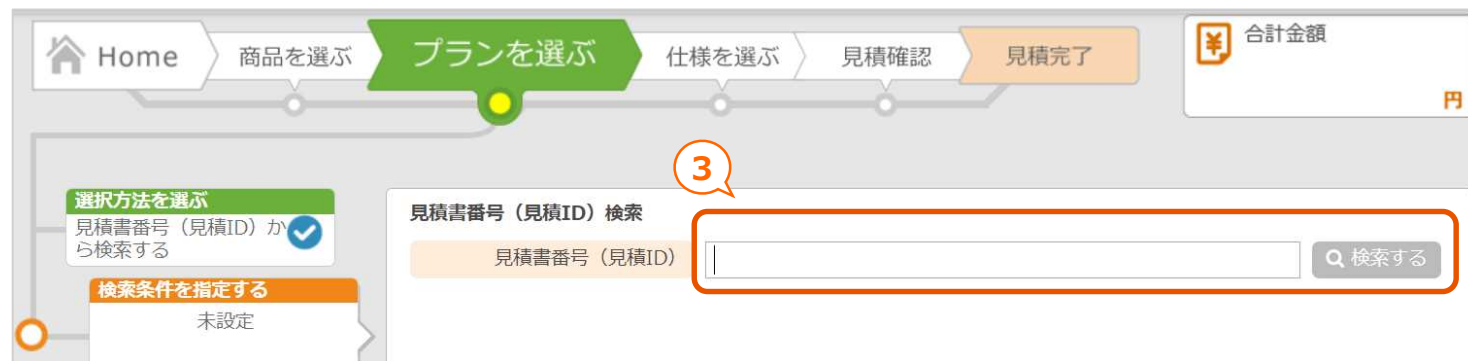 Home
商品を選ぶ
プランを選ぶ
仕様を選ぶ
見積確認
見積完了
¥
合計金額
円
3
選択方法を選ぶ
見積書番号（見積ID）か
ら検索する
見積書番号（見積ID）検索
見積書番号（見積ID）
検索する
検索条件を指定する
未設定